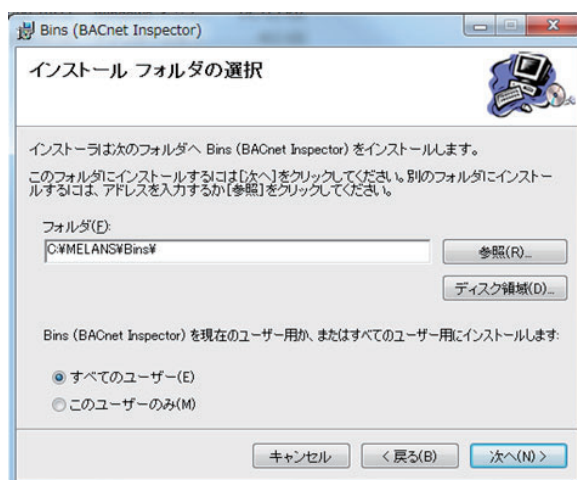 Bins (BACnet Inspector)
インストール フォルダの選択
インストーラは次のフォルダへ Bins (BACnet Inspector) をインストールします。
このフォルダにインストールするには[次へ]をクリックしてください。別のフォルダにインストー
ルするには、アドレスを入力するか[参照]をクリックしてください。
フォルダ(F):
C:¥MELANS¥Bins¥
参照(R)...
ディスク領域(D)...
Bins (BACnet Inspector) を現在のユーザー用か、またはすべてのユーザー用にインストールします:
すべてのユーザー(E)
このユーザーのみ(M)
キャンセル
< 戻る(B)
次へ(N) >